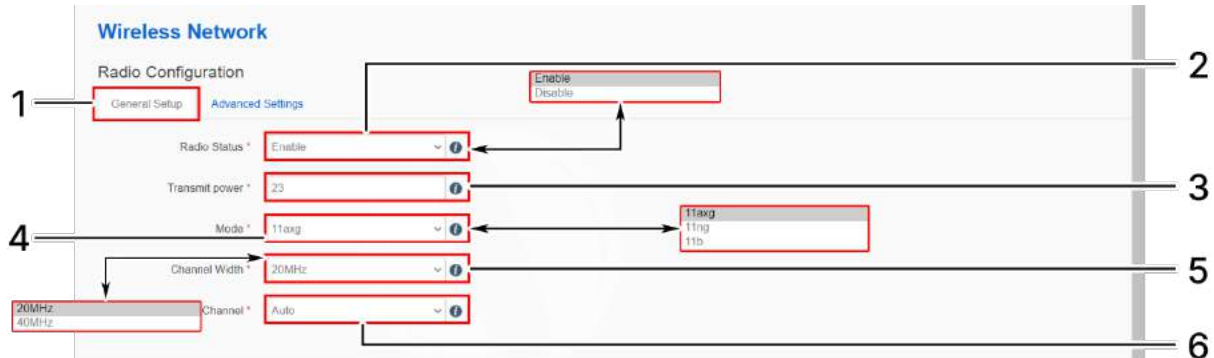 Wireless Network
Radio Configuration
General Setup Advanced Settings
Radio Status * Enable
Transmit power * 23
Mode * 11axg
Channel Width * 20MHz
Channel * Auto
Enable
Disable
11axg
11ng
11b
20MHz
40MHz
1
2
3
4
5
6